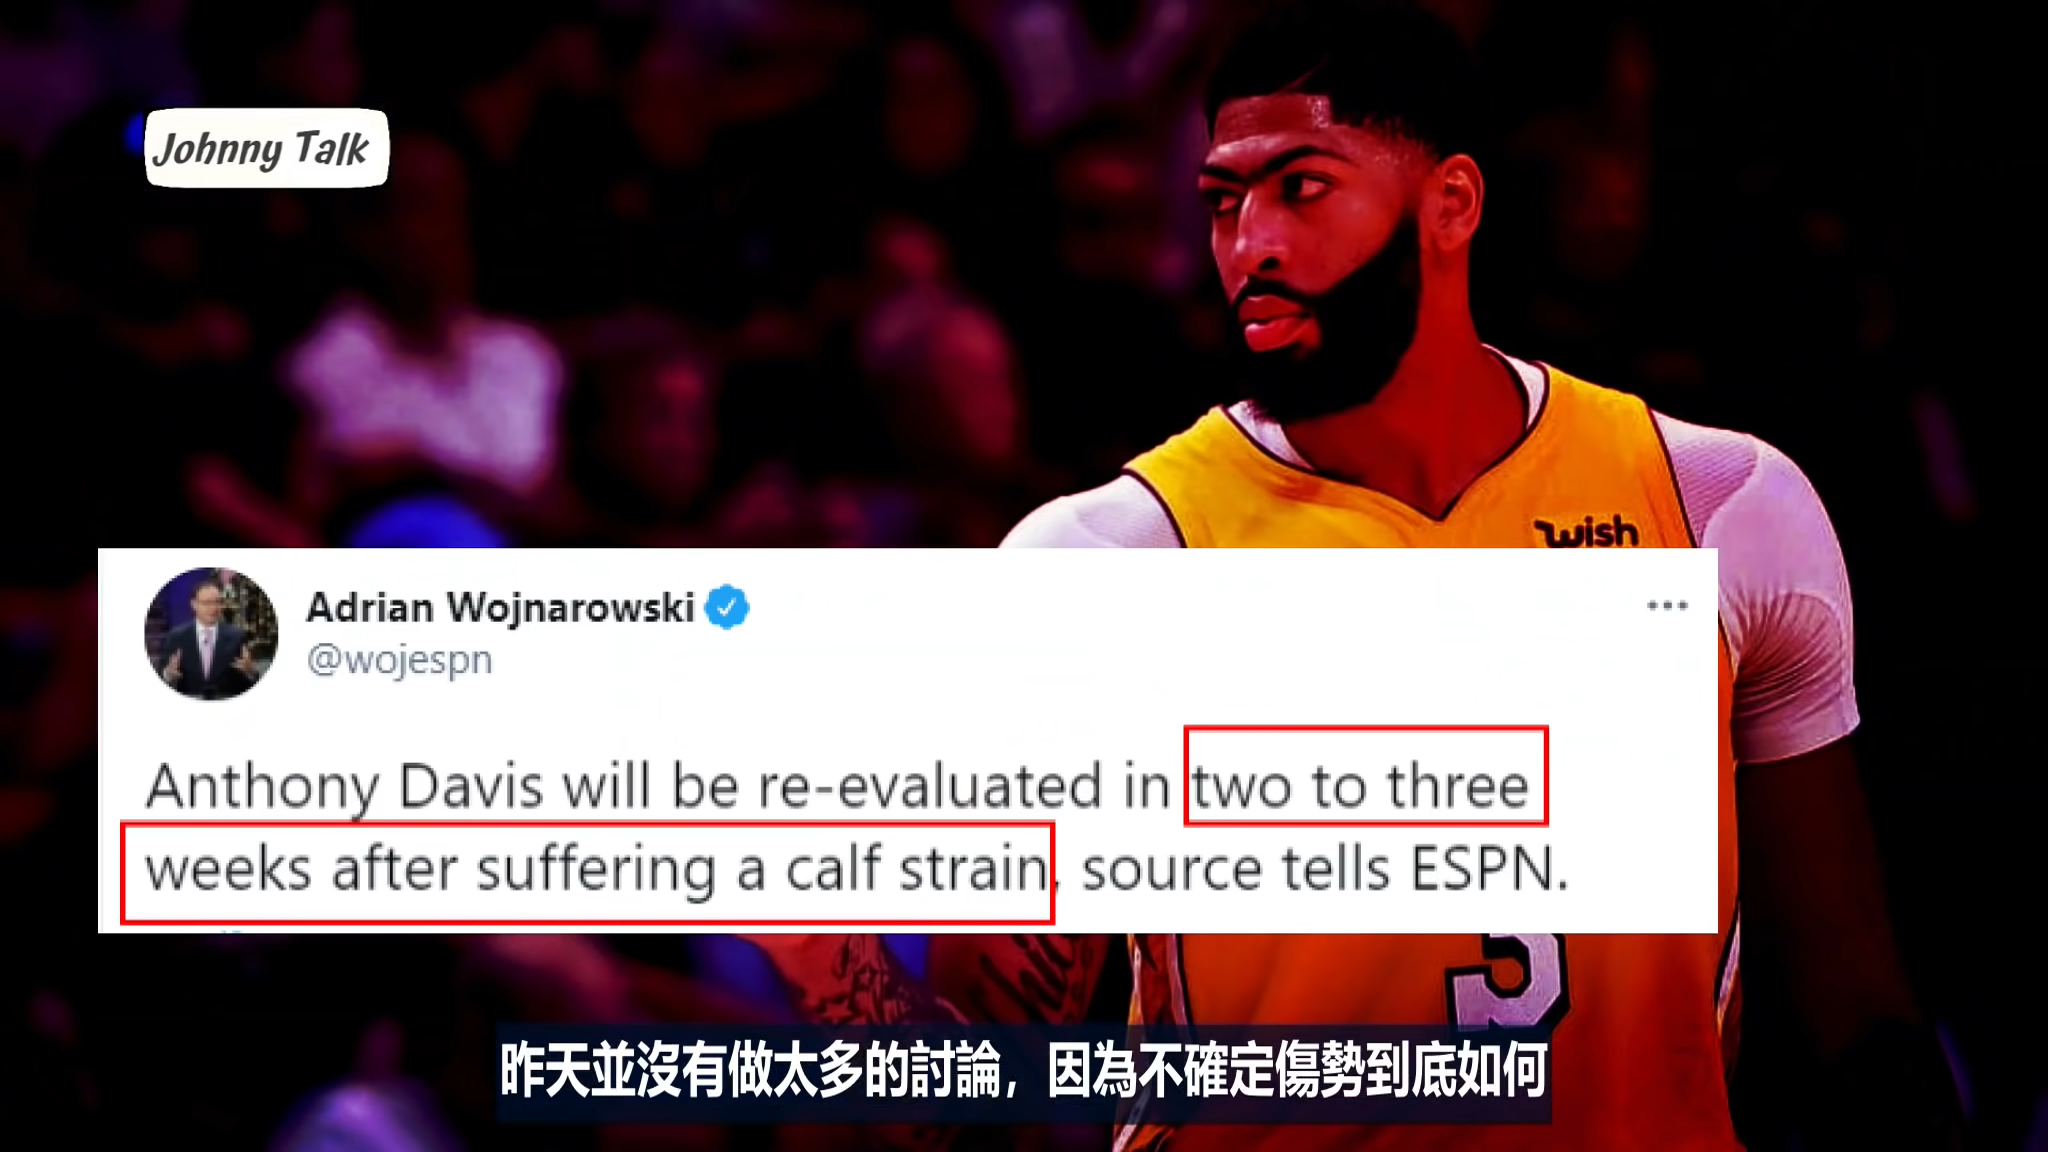 Johnny Talk
wish
Adrian Wojnarowski
@wojespn
Anthony Davis will be re-evaluated in two to three
weeks after suffering a calf strain, source tells ESPN.
3
昨天並沒有做太多的討論，因為不確定傷勢到底如何